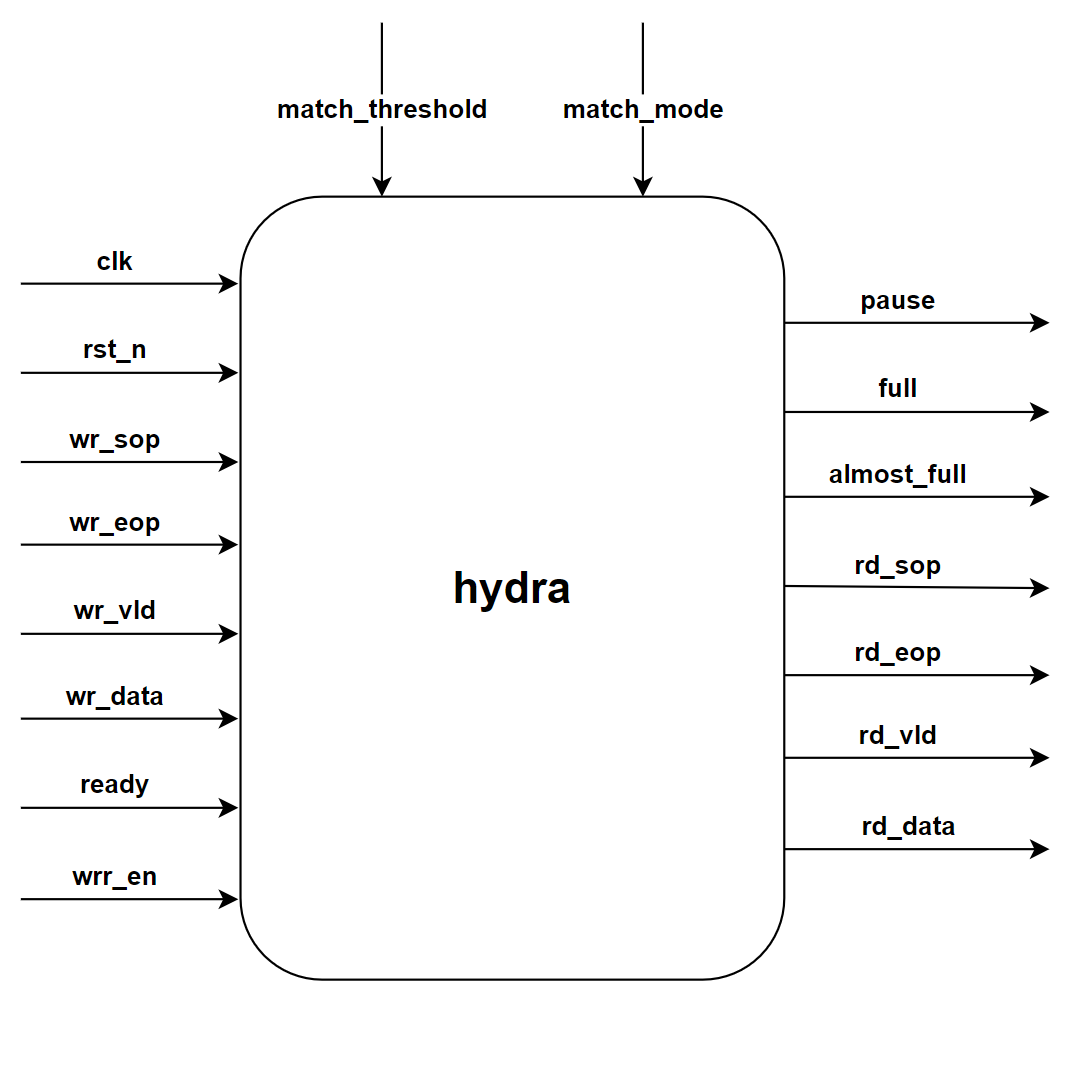 match_threshold
match_mode
clk
rst_n
wr_sop
wr_eop
wr_vld
wr_data
ready
wrr_en
hydra
pause
full
almost_full
rd_sop
rd_eop
rd_vld
rd_data